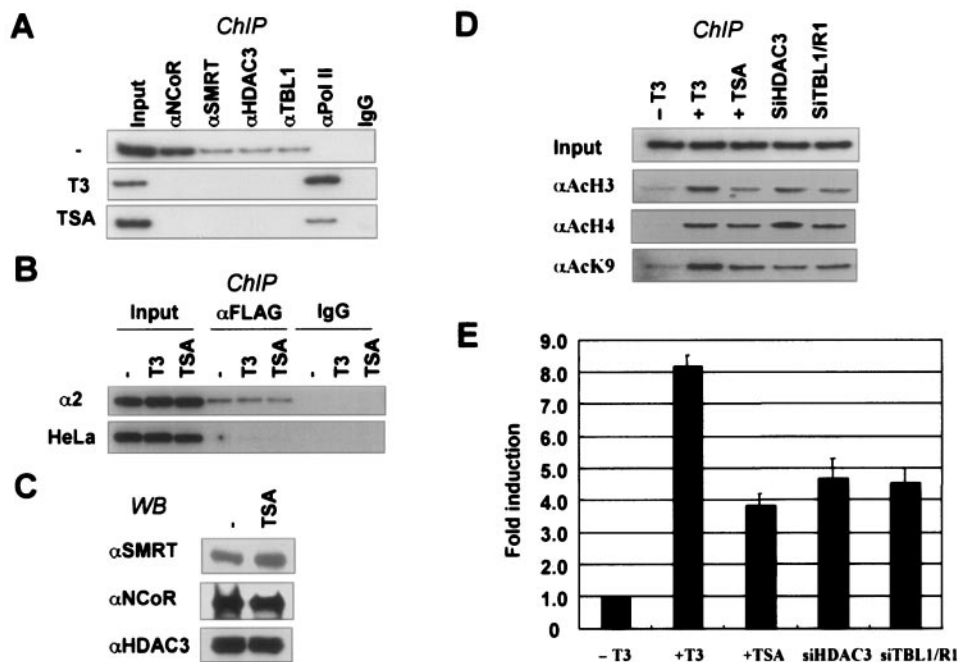 A
ChIP
Input αNCoR αSMRT αHDAC3 αTBL1 αPol II IgG
-
T3
TSA
B
ChIP
Input αFLAG IgG
- T3 TSA - T3 TSA - T3 TSA
α2
HeLa
C
WB
- TSA
αSMRT
αNCoR
αHDAC3
D
ChIP
– T3 + T3 + TSA SiHDAC3 SiTBL1/R1
Input
αAcH3
αAcH4
αAcK9
E
Fold induction
9.0
8.0
7.0
6.0
5.0
4.0
3.0
2.0
1.0
0
– T3 +T3 +TSA siHDAC3 siTBL1/R1